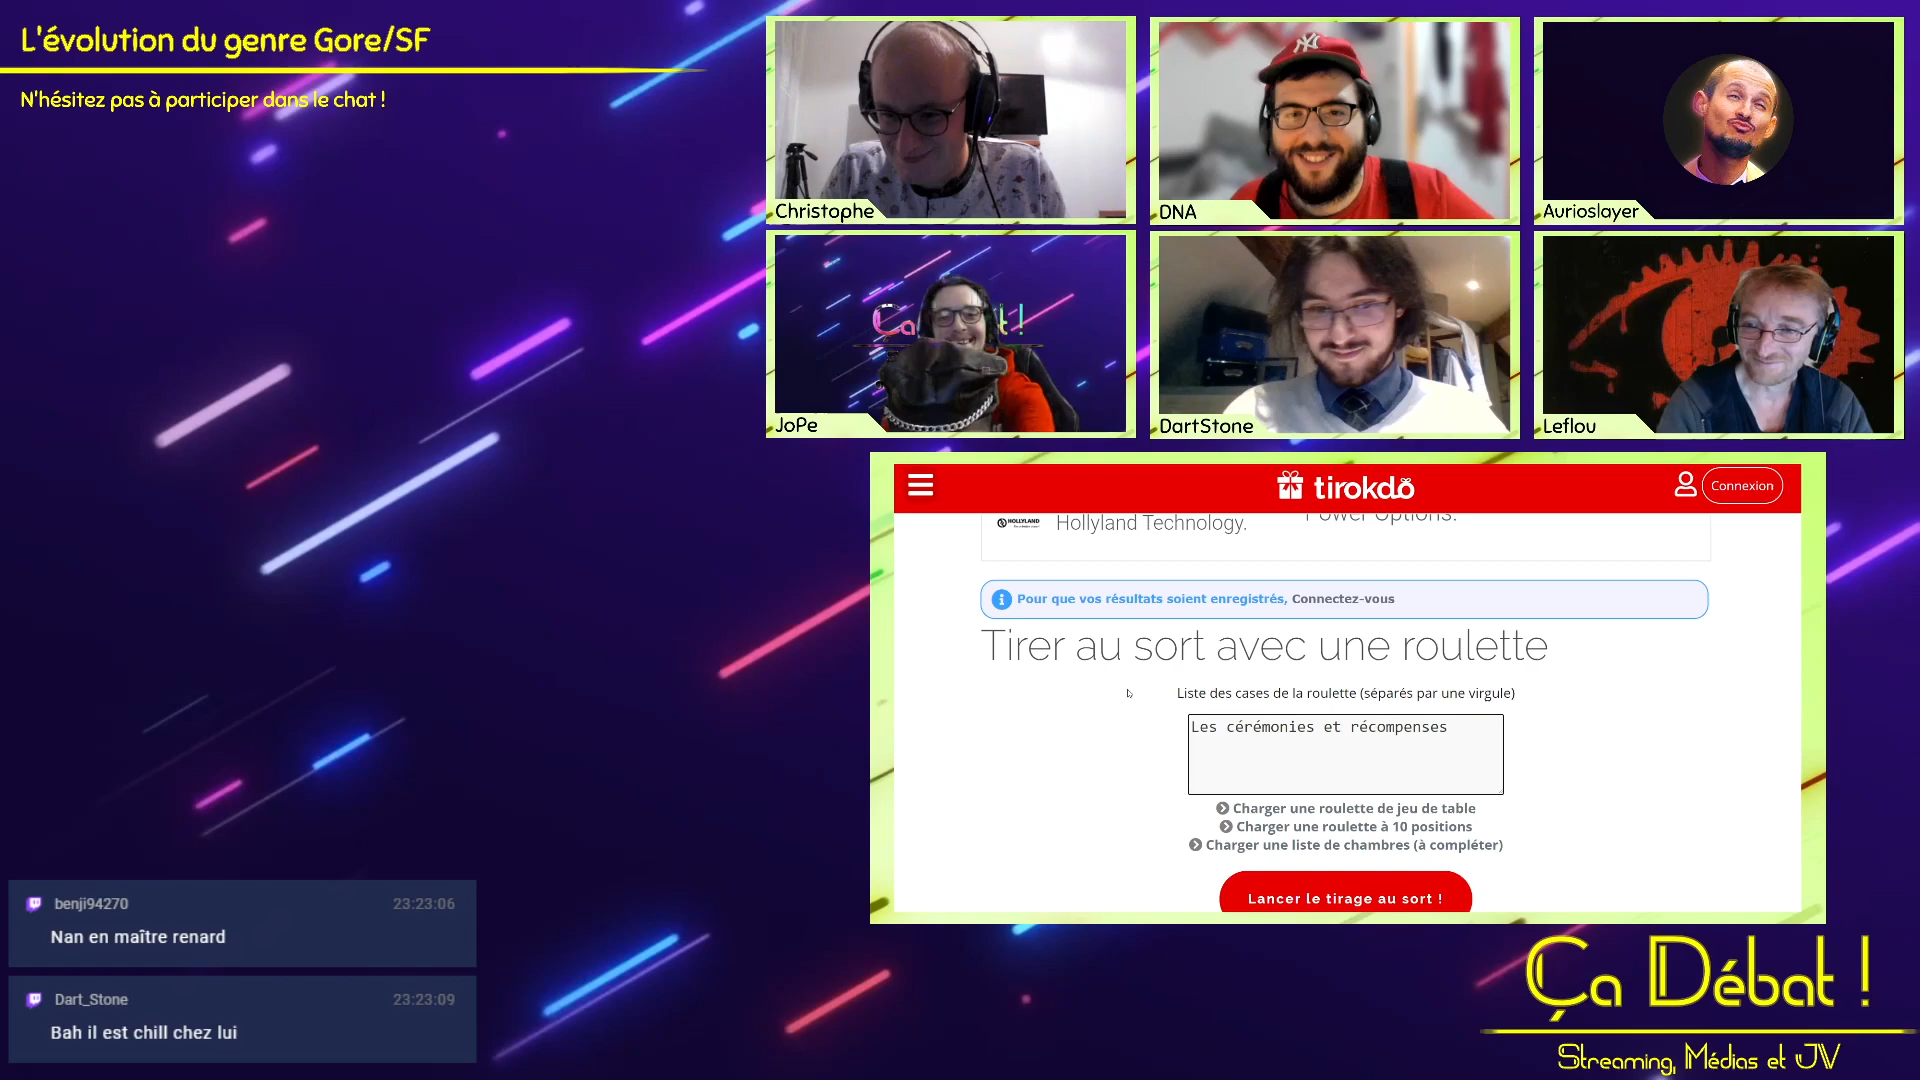 L'évolution du genre Gore/SF
N'hésitez pas à participer dans le chat !
Christophe
DNA
Aurioslayer
JoPe
DartStone
Leflou
tirokdo
Connexion
HOLLYLAND
Hollyland Technology.
Power Options.
Pour que vos résultats soient enregistrés, Connectez-vous
Tirer au sort avec une roulette
Liste des cases de la roulette (séparés par une virgule)
Les cérémonies et récompenses
Charger une roulette de jeu de table
Charger une roulette à 10 positions
Charger une liste de chambres (à compléter)
Lancer le tirage au sort !
benji94270 23:23:06
Nan en maître renard
Dart_Stone 23:23:09
Bah il est chill chez lui
Ça Débat !
Streaming, Médias et JV